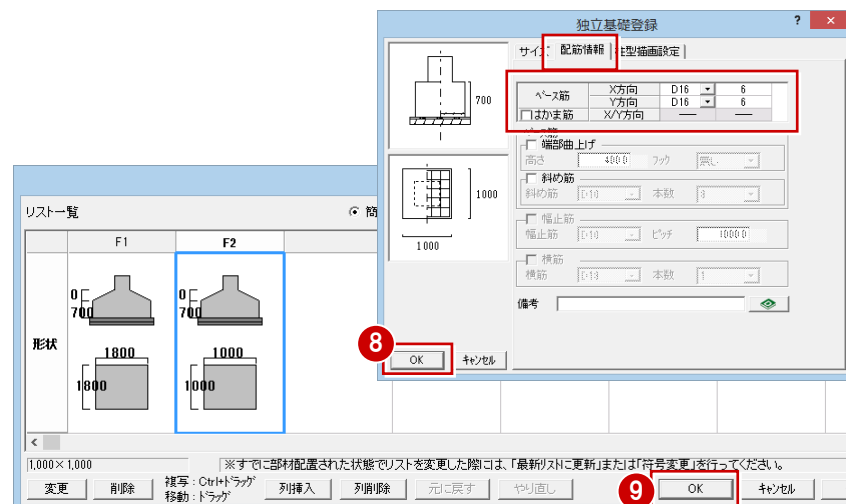 独立基礎登録
?
×
サイズ 配筋情報 柱型描画設定
ベース筋 X方向 D16 6
Y方向 D16 6
はかま筋 X/Y方向 ── ──
ベース筋
端部曲上げ
高さ 400.0 フック 無し
斜め筋
斜め筋 本数
幅止筋
幅止筋 D10 ピッチ 1000.0
横筋
横筋 D13 本数 1
備考
700
1000
1000
8
OK キャンセル
リスト一覧
簡
F1 F2
形状
0
700
1800
1800
0
700
1000
1000
<
1,000×1,000
※すでに部材配置された状態でリストを変更した際には、「最新リストに更新」または「符号変更」を行ってください。
変更 削除 複写：Ctrl+ドラッグ
移動：ドラッグ
列挿入 列削除 元に戻す やり直し
9
OK キャンセル